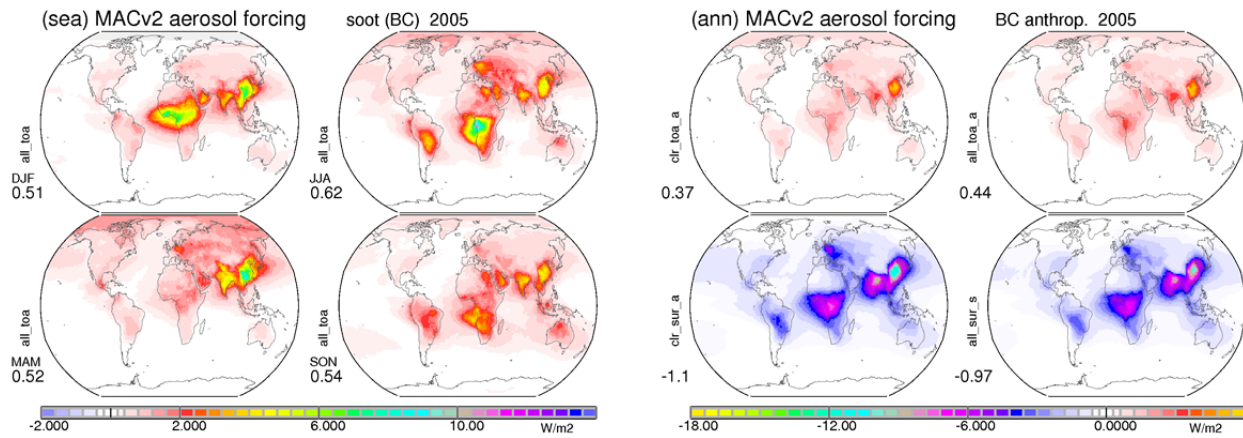 (sea) MACv2 aerosol forcing soot (BC) 2005
all_toa
DJF
0.51
all_toa
JJA
0.62
all_toa
MAM
0.52
all_toa
SON
0.54
-2.000 2.000 6.000 10.00 W/m2
(ann) MACv2 aerosol forcing BC anthrop. 2005
clr_toa_a
0.37
all_toa_a
0.44
clr_sur_a
-1.1
all_sur_s
-0.97
-18.00 -12.00 -6.000 0.0000 W/m2